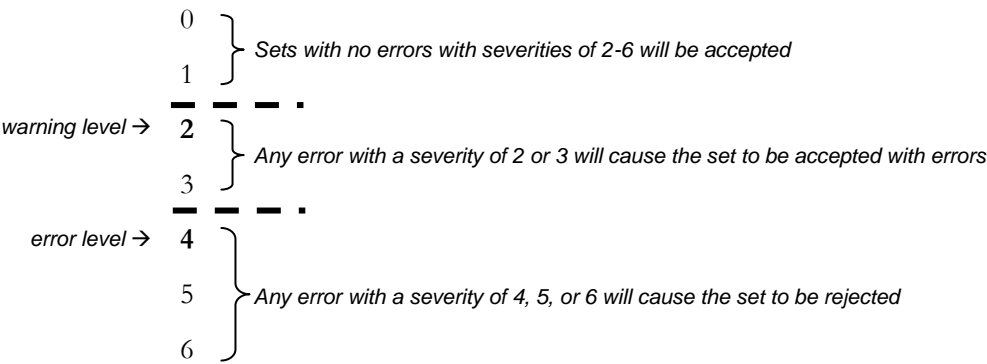 0
Sets with no errors with severities of 2-6 will be accepted
1
warning level → 2
Any error with a severity of 2 or 3 will cause the set to be accepted with errors
3
error level → 4
5 Any error with a severity of 4, 5, or 6 will cause the set to be rejected
6